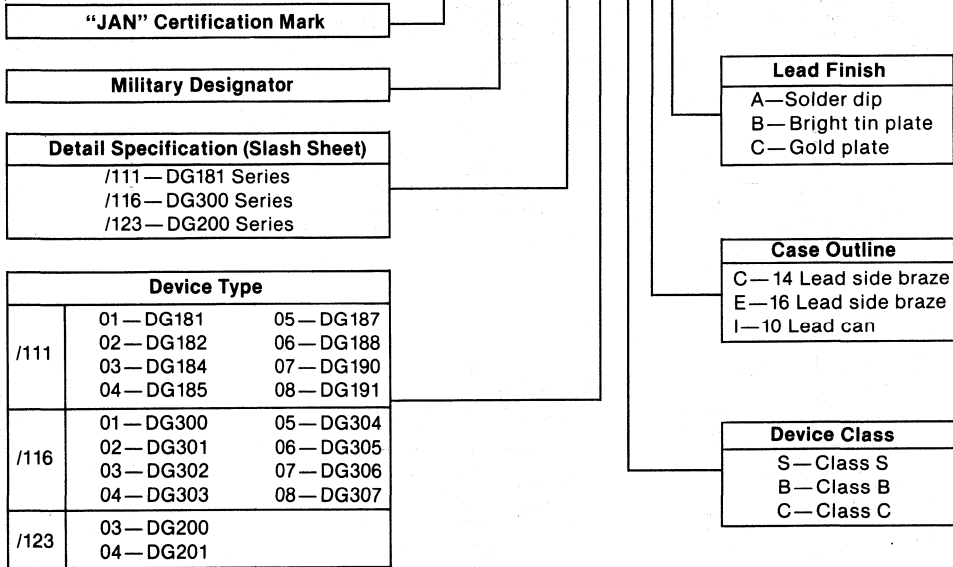 "JAN" Certification Mark
Military Designator
Detail Specification (Slash Sheet)
/111—DG181 Series
/116—DG300 Series
/123—DG200 Series
Device Type
/111
01—DG181 05—DG187
02—DG182 06—DG188
03—DG184 07—DG190
04—DG185 08—DG191
/116
01—DG300 05—DG304
02—DG301 06—DG305
03—DG302 07—DG306
04—DG303 08—DG307
/123
03—DG200
04—DG201
Lead Finish
A—Solder dip
B—Bright tin plate
C—Gold plate
Case Outline
C—14 Lead side braze
E—16 Lead side braze
I—10 Lead can
Device Class
S—Class S
B—Class B
C—Class C